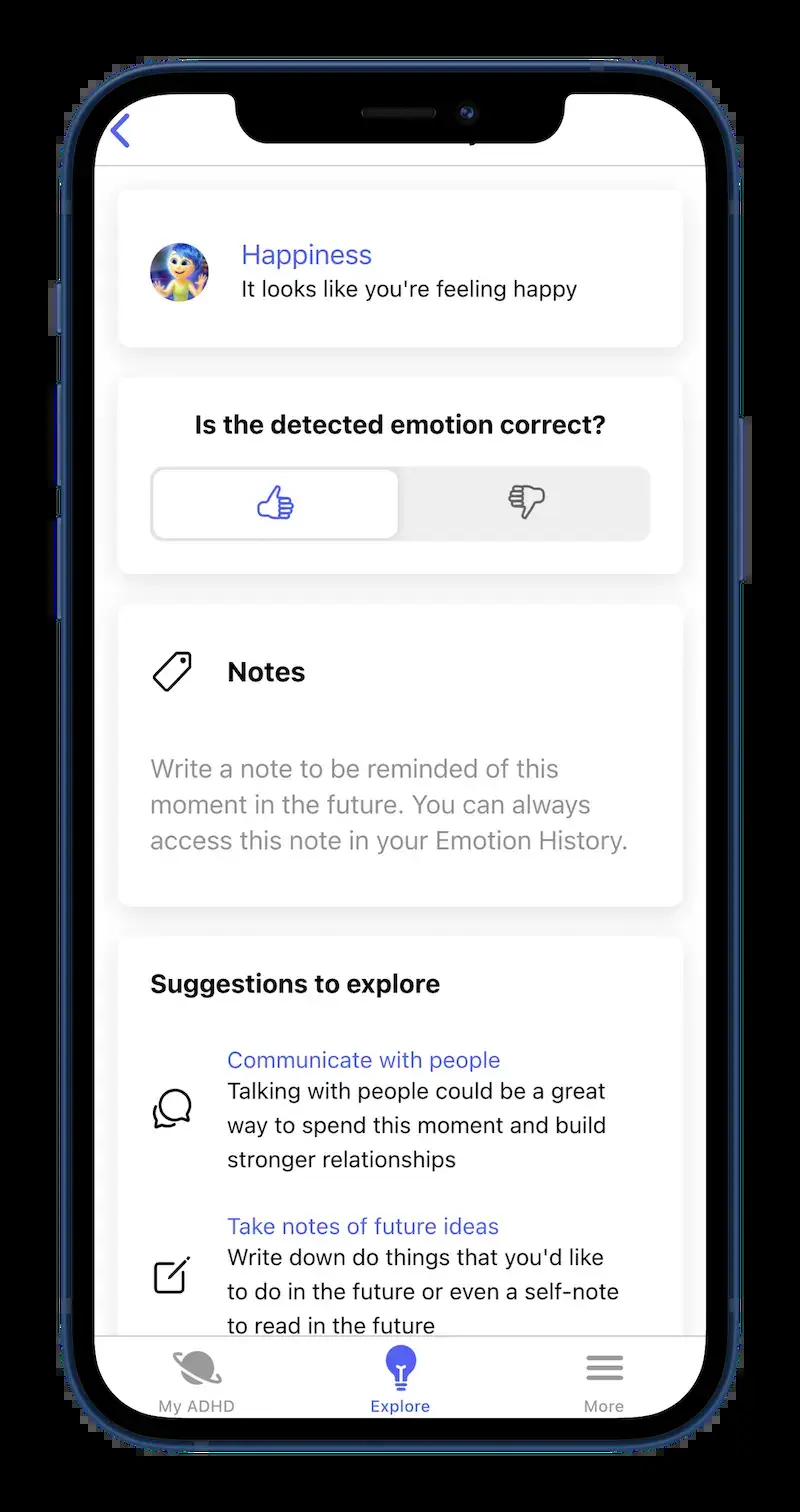 Happiness
It looks like you're feeling happy
Is the detected emotion correct?
Notes
Write a note to be reminded of this
moment in the future. You can always
access this note in your Emotion History.
Suggestions to explore
Communicate with people
Talking with people could be a great
way to spend this moment and build
stronger relationships
Take notes of future ideas
Write down do things that you'd like
to do in the future or even a self-note
to read in the future
My ADHD
Explore
More